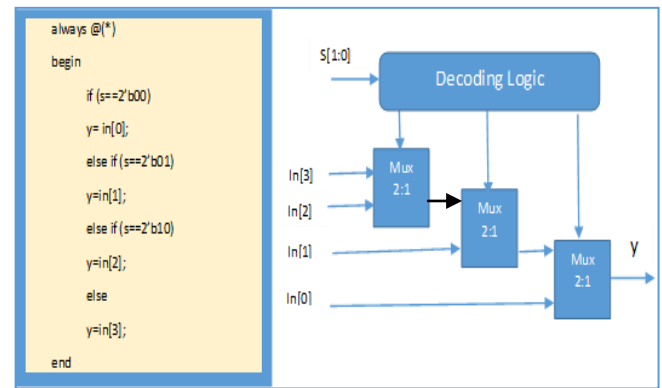 always @(*)
begin
if (s==2'b00)
y= in[0];
else if (s==2'b01)
y=in[1];
else if (s==2'b10)
y=in[2];
else
y=in[3];
end
S[1:0]
Decoding Logic
In[3]
Mux
2:1
In[2]
Mux
2:1
In[1]
Mux
2:1
y
In[0]